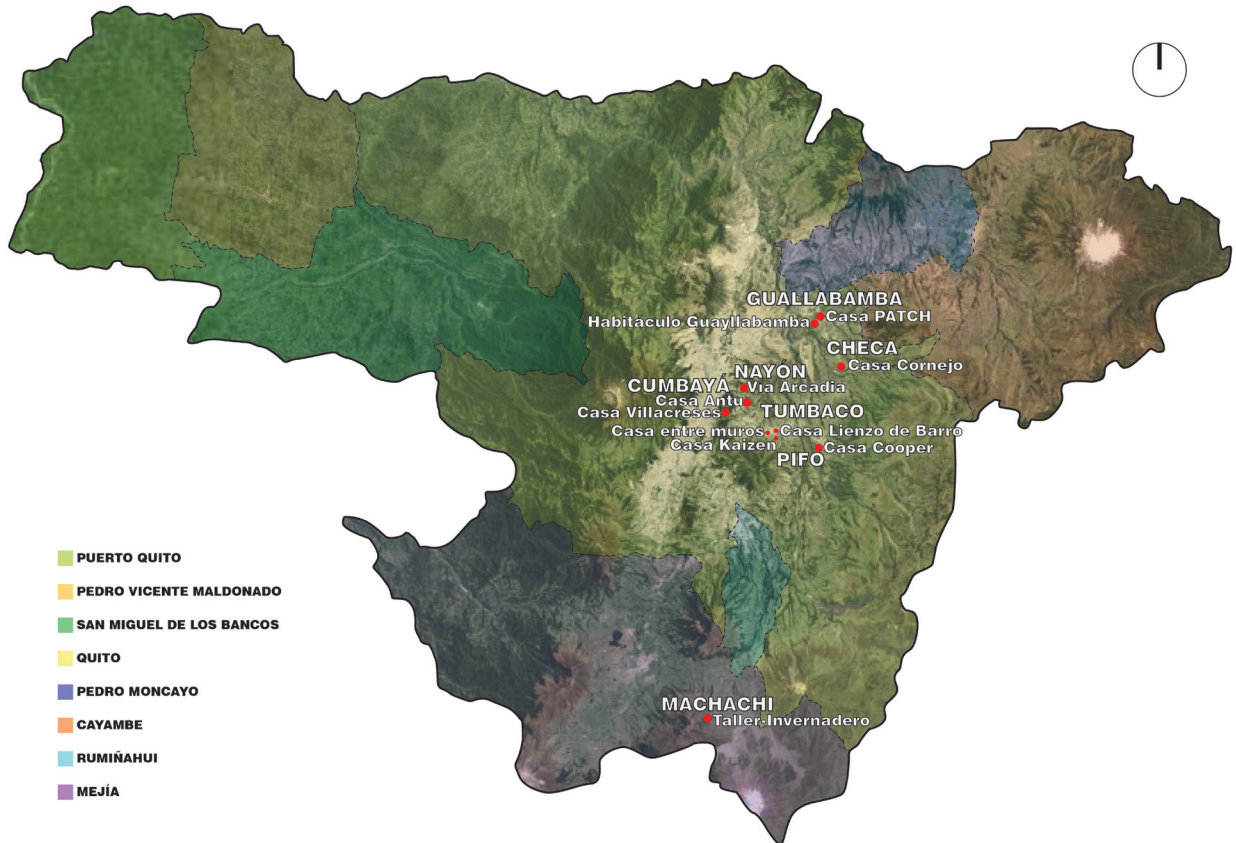 GUALLABAMBA
Casa PATCH
Habitáculo Guayllabamba
CHECA
Casa Cornejo
NAYÓN
Via Arcadia
CUMBAYÁ
Casa Antu
Casa Villacreses
TUMBACO
Casa entre muros
Casa Lienzo de Barro
Casa Kaizen
Casa Cooper
PIFO
MACHACHI
Taller-Invernadero
PUERTO QUITO
PEDRO VICENTE MALDONADO
SAN MIGUEL DE LOS BANCOS
QUITO
PEDRO MONCAYO
CAYAMBE
RUMIÑAHUI
MEJÍA